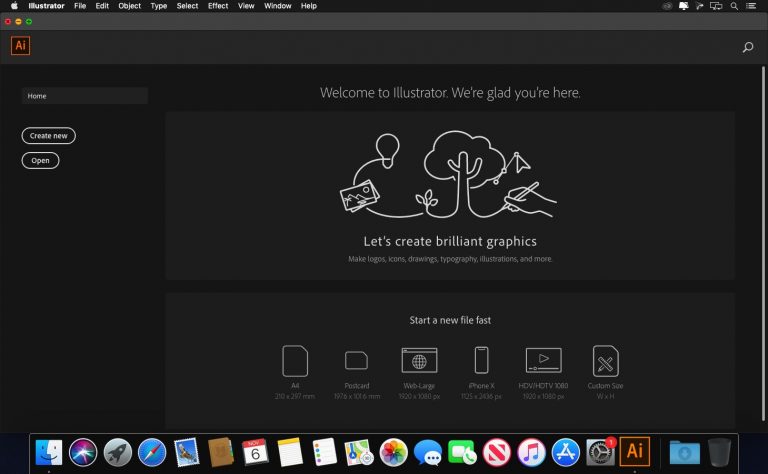 Illustrator File Edit Object Type Select Effect View Window Help
Ai
Home
Create new
Open
Welcome to Illustrator. We're glad you're here.
Let's create brilliant graphics
Make logos, icons, drawings, typography, illustrations, and more.
Start a new file fast
A4 Postcard Web-Large iPhone X HDV/HDTV 1080 Custom Size
210 x 297 mm 197.6 x 101.6 mm 1920 x 1080 px 1125 x 2436 px 1920 x 1080 px W x H
NOV
6
1
Ai